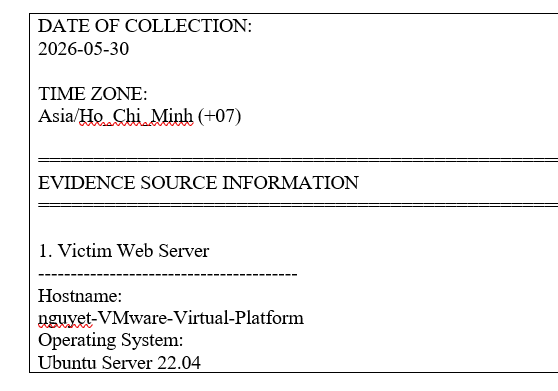 DATE OF COLLECTION:
2026-05-30
TIME ZONE:
Asia/Ho_Chi_Minh (+07)
================================================
EVIDENCE SOURCE INFORMATION
================================================
1. Victim Web Server
----------------------------------------
Hostname:
nguyet-VMware-Virtual-Platform
Operating System:
Ubuntu Server 22.04